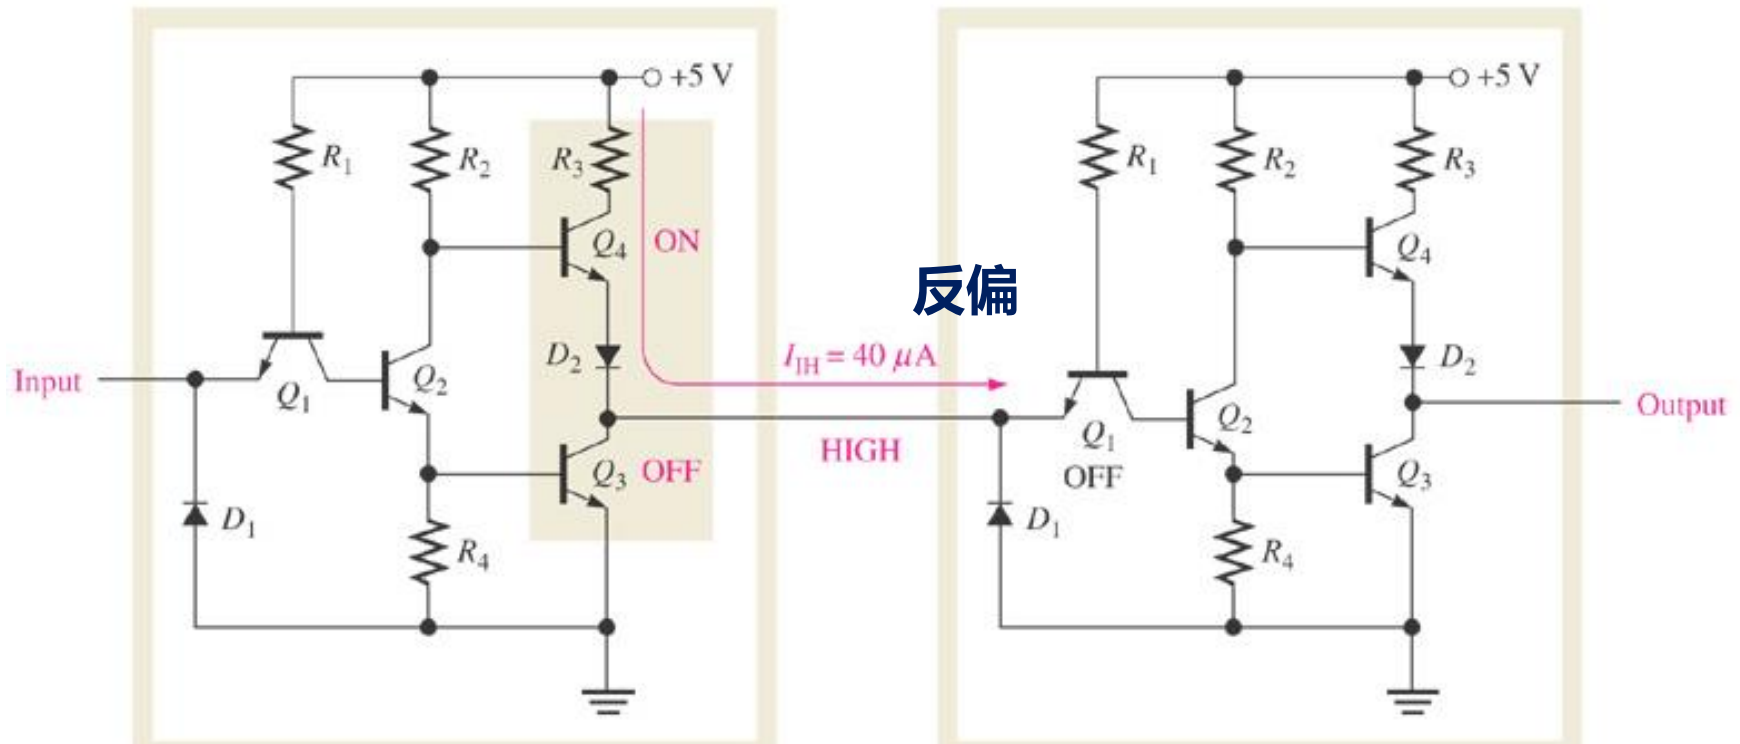 +5 V
+5 V
R1
R2
R3
R1
R2
R3
Q4
ON
Q4
反偏
D2
IIH = 40 μA
D2
Input
Q1
Q2
Q1
OFF
Q2
Output
HIGH
Q3
OFF
Q3
D1
R4
D1
R4